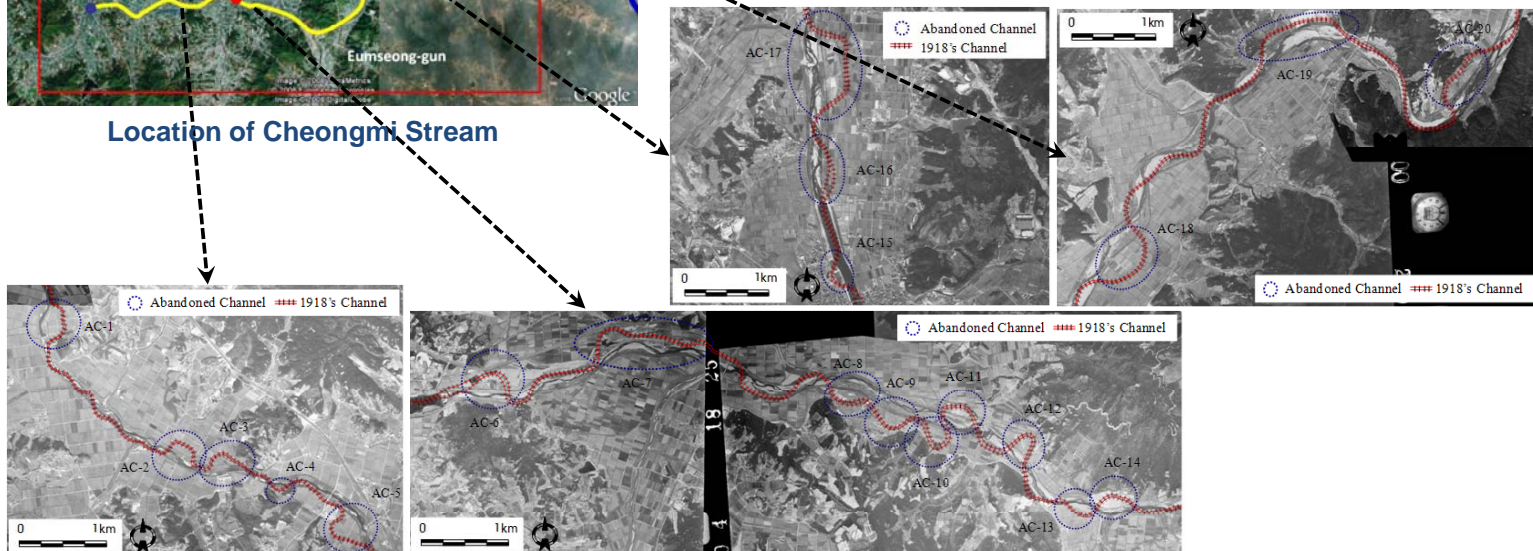 Eumseong-gun
Google
Location of Cheongmi Stream
Abandoned Channel
1918's Channel
AC-17
AC-16
AC-15
0 1km
0 1km
AC-20
AC-19
AC-18
Abandoned Channel 1918's Channel
Abandoned Channel 1918's Channel
AC-1
AC-3
AC-2
AC-4
AC-5
0 1km
Abandoned Channel 1918's Channel
AC-8
AC-9
AC-11
AC-7
AC-12
AC-6
AC-10
AC-14
AC-13
0 1km
18 25